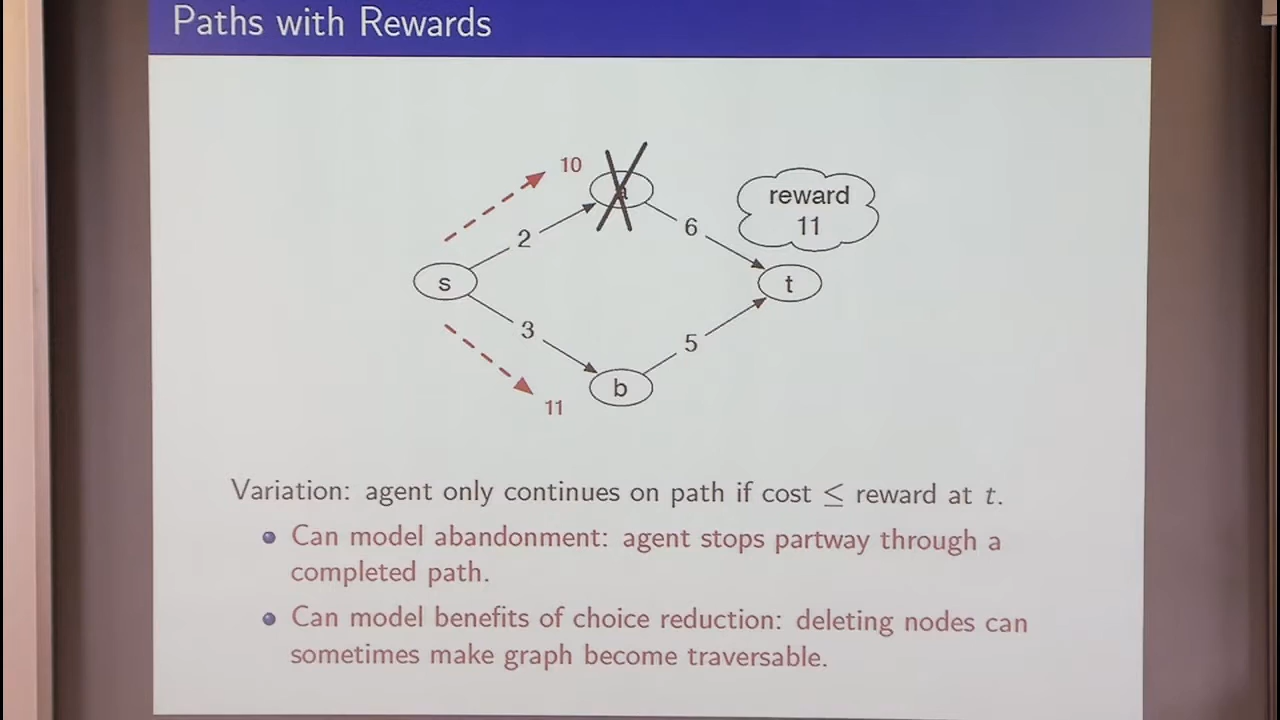 Paths with Rewards
10
a
reward
11
2
6
s
t
3
5
b
11
Variation: agent only continues on path if cost ≤ reward at t.
Can model abandonment: agent stops partway through a
completed path.
Can model benefits of choice reduction: deleting nodes can
sometimes make graph become traversable.